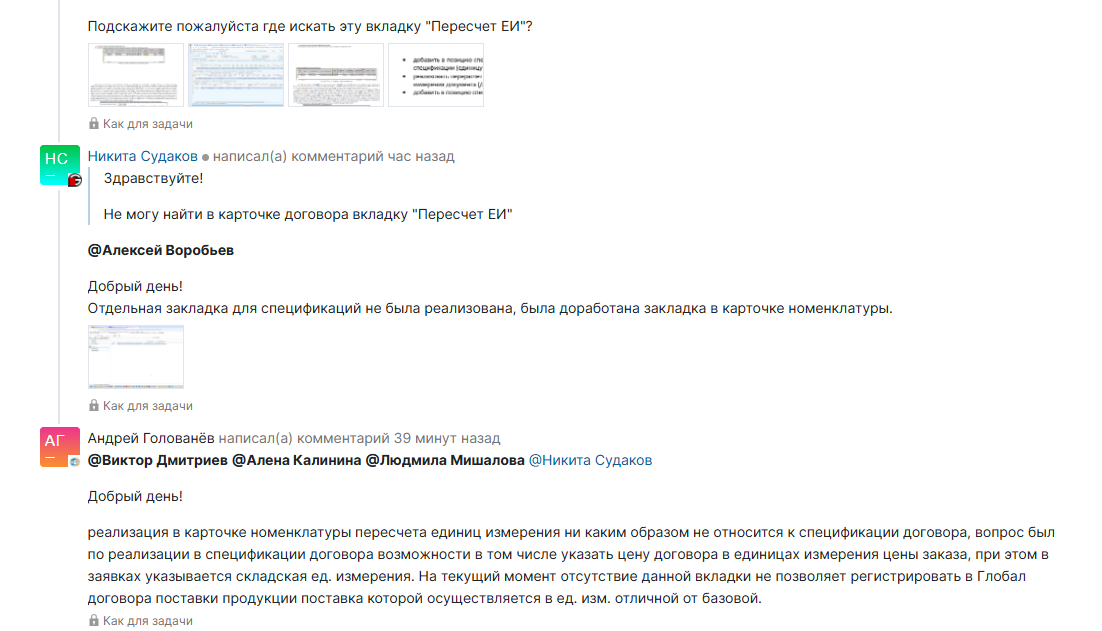 Подскажите пожалуйста где искать эту вкладку "Пересчет ЕИ"?
Как для задачи
НС
Никита Судаков написал(а) комментарий час назад
Здравствуйте!
Не могу найти в карточке договора вкладку "Пересчет ЕИ"
@Алексей Воробьев
Добрый день!
Отдельная закладка для спецификаций не была реализована, была доработана закладка в карточке номенклатуры.
Как для задачи
АГ
Андрей Голованёв написал(а) комментарий 39 минут назад
@Виктор Дмитриев @Алена Калинина @Людмила Мишалова @Никита Судаков
Добрый день!
реализация в карточке номенклатуры пересчета единиц измерения ни каким образом не относится к спецификации договора, вопрос был
по реализации в спецификации договора возможности в том числе указать цену договора в единицах измерения цены заказа, при этом в
заявках указывается складская ед. измерения. На текущий момент отсутствие данной вкладки не позволяет регистрировать в Глобал
договора поставки продукции поставка которой осуществляется в ед. изм. отличной от базовой.
Как для задачи